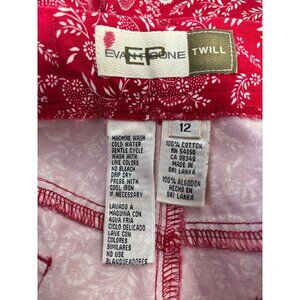 EVAN-PICONE
EP
TWILL
MACHINE WASH
COLD WATER
GENTLE CYCLE
WASH WITH
LIKE COLORS
NO BLEACH
DRIP DRY
PRESS WITH
COOL IRON
IF NECESSARY
LAVADO A
MAQUINA CON
AGUA FRIA
CICLO DELICADO
LAVE CON
COLORES
SIMILARES
NO USE
BLANQUEADORES
12
100% COTTON
RN 54050
CA 08349
MADE IN
SRI LANKA
100% ALGODON
HECHO EN
SRI LANKA